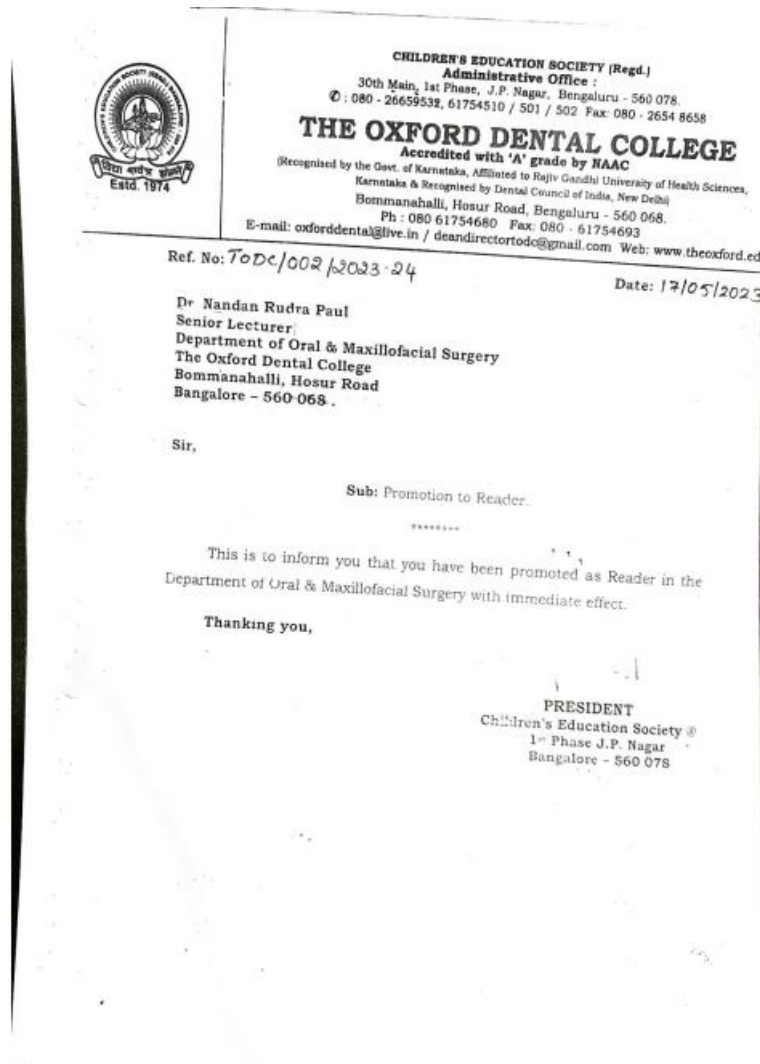 CHILDREN'S EDUCATION SOCIETY (Regd.)
Administrative Office :
30th Main, 1st Phase, J.P. Nagar, Bengaluru - 560 078.
✆ : 080 - 26659532, 61754510 / 501 / 502 Fax: 080 - 2654 8658
THE OXFORD DENTAL COLLEGE
Accredited with 'A' grade by NAAC
(Recognised by the Govt. of Karnataka, Affiliated to Rajiv Gandhi University of Health Sciences,
Karnataka & Recognised by Dental Council of India, New Delhi)
Bommanahalli, Hosur Road, Bengaluru - 560 068.
Ph : 080 61754680 Fax: 080 - 61754693
E-mail: oxforddental@live.in / deandirectortodc@gmail.com Web: www.theoxford.ed
Estd. 1974
Ref. No: TODC/002/2023-24
Date: 17/05/2023
Dr Nandan Rudra Paul
Senior Lecturer
Department of Oral & Maxillofacial Surgery
The Oxford Dental College
Bommanahalli, Hosur Road
Bangalore – 560 068.
Sir,
Sub: Promotion to Reader.
********
This is to inform you that you have been promoted as Reader in the
Department of Oral & Maxillofacial Surgery with immediate effect.
Thanking you,
PRESIDENT
Children's Education Society ®
1st Phase J.P. Nagar
Bangalore – 560 078